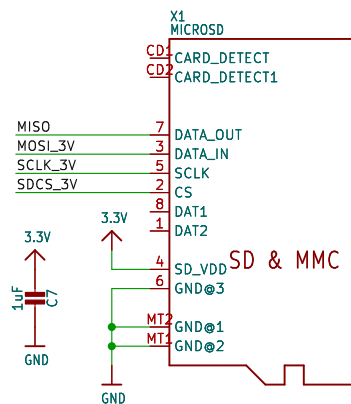 X1
MICROSD
CD1 CARD_DETECT
CD2 CARD_DETECT1
MISO 7 DATA_OUT
MOSI_3V 3 DATA_IN
SCLK_3V 5 SCLK
SDCS_3V 2 CS
8 DAT1
1 DAT2
3.3V
3.3V
4 SD_VDD
SD & MMC
6 GND@3
1uF C7
MT2 GND@1
MT1 GND@2
GND
GND